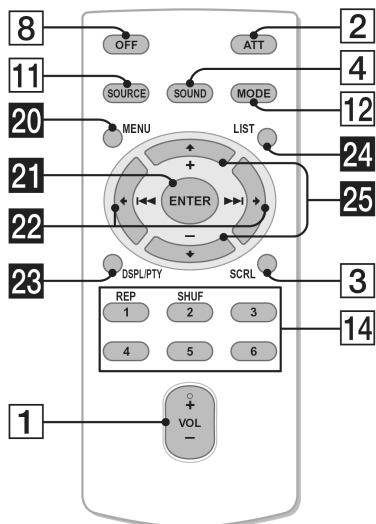 8 2
OFF ATT
4
11 SOURCE SOUND MODE
12
20 MENU LIST
24
+
21 ENTER
22 25
–
23 DSPL/PTY SCRL 3
REP SHUF
1 2 3
14
4 5 6
+
1 VOL
–